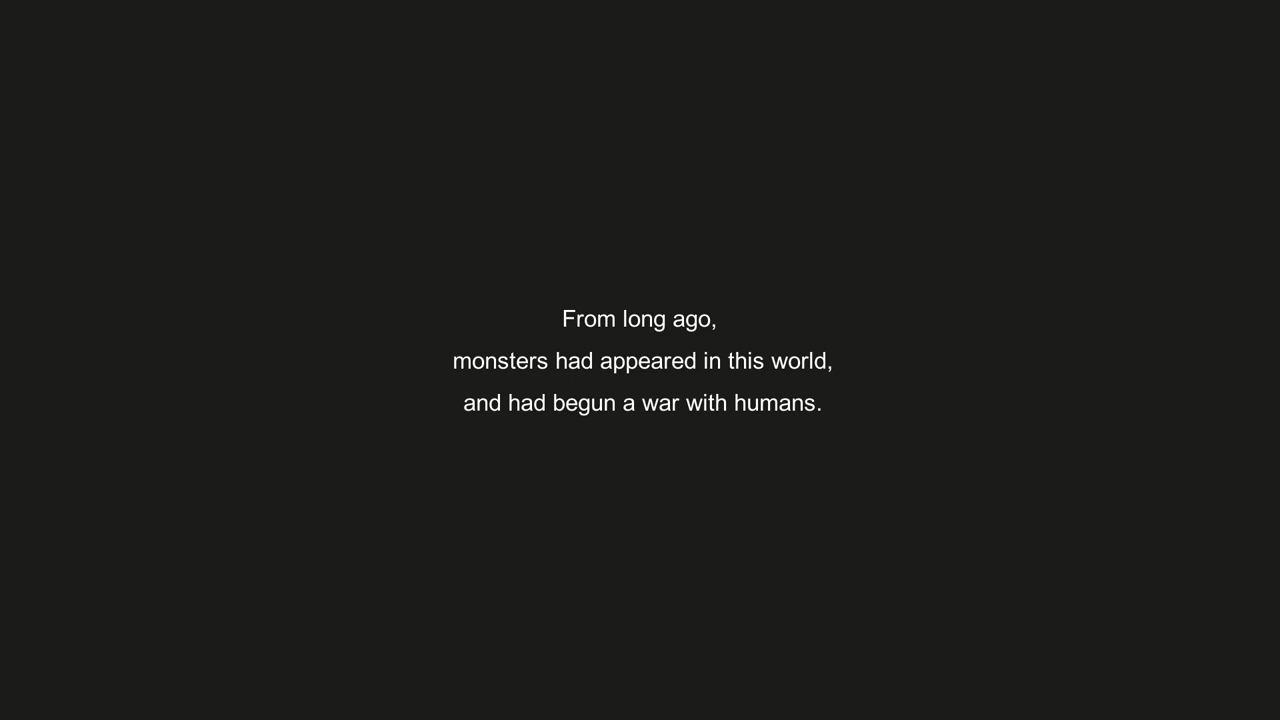 From long ago,
monsters had appeared in this world,
and had begun a war with humans.